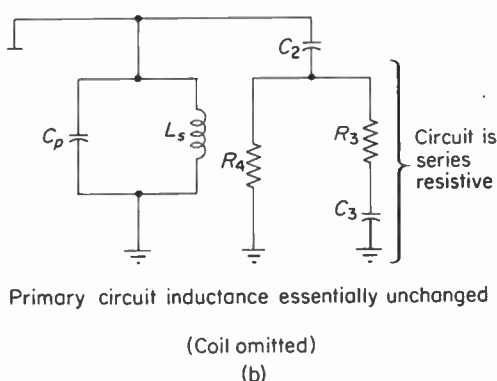 C2
Cp
Ls
R4
R3
C3
Circuit is
series
resistive
Primary circuit inductance essentially unchanged
(Coil omitted)
(b)